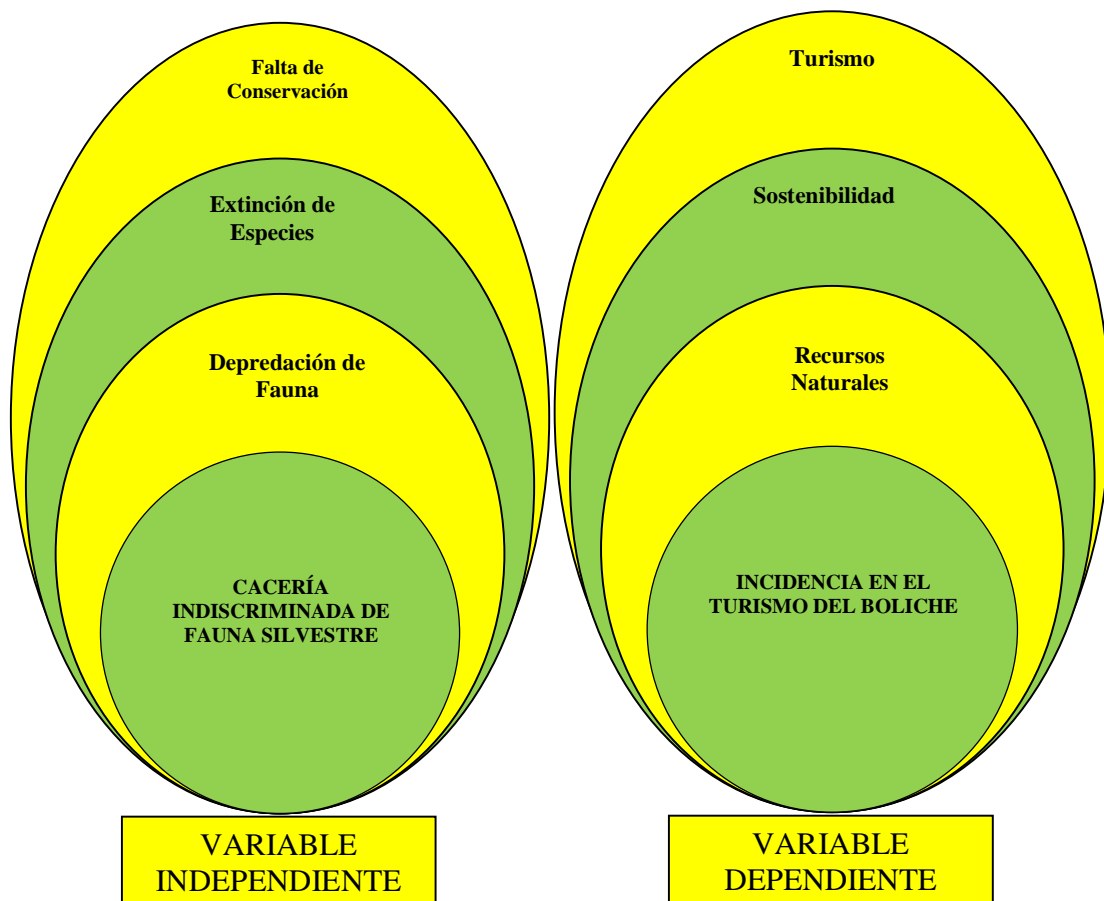 Falta de
Conservación
Extinción de
Especies
Depredación de
Fauna
CACERÍA
INDISCRIMINADA DE
FAUNA SILVESTRE
VARIABLE
INDEPENDIENTE
Turismo
Sostenibilidad
Recursos
Naturales
INCIDENCIA EN EL
TURISMO DEL BOLICHE
VARIABLE
DEPENDIENTE